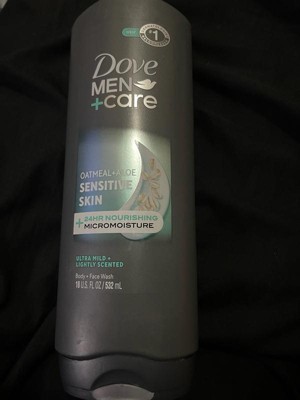 #1
Dove
MEN
+care
OATMEAL+ALOE
SENSITIVE
SKIN
+24HR NOURISHING
MICROMOISTURE
ULTRA MILD +
LIGHTLY SCENTED
Body + Face Wash
18 U.S. FL OZ / 532 mL